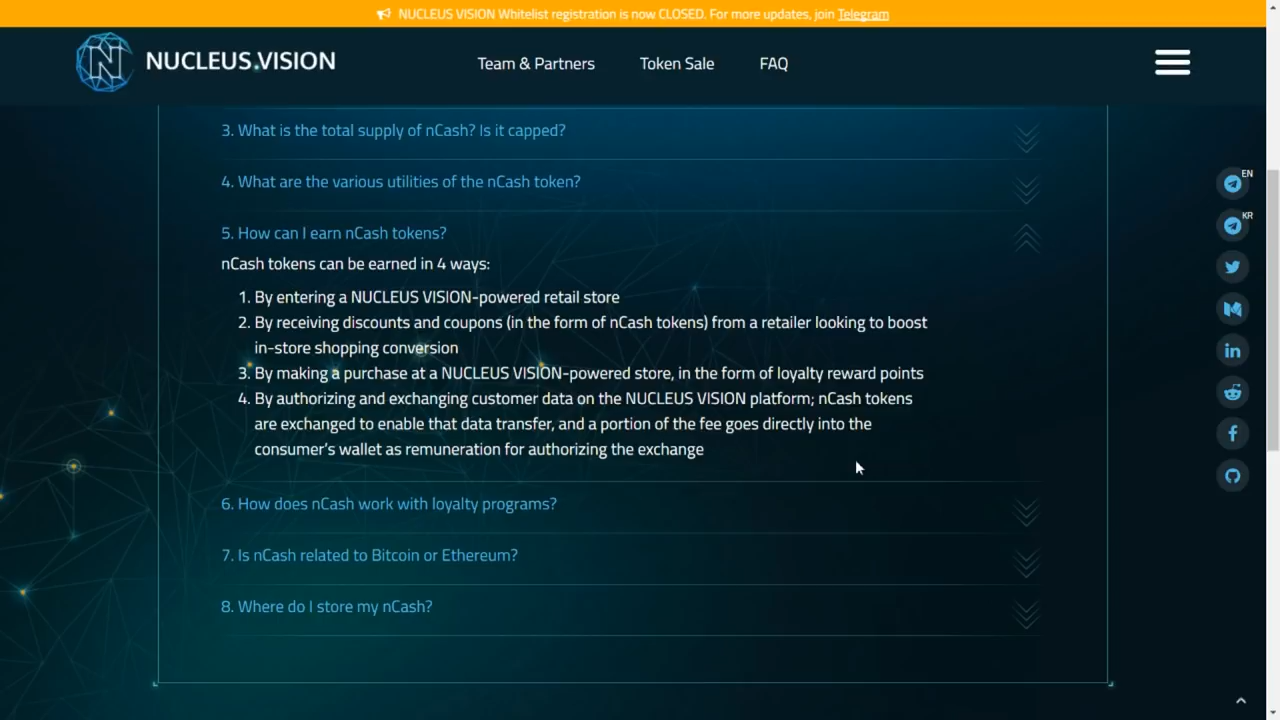 NUCLEUS VISION Whitelist registration is now CLOSED. For more updates, join Telegram
NUCLEUS.VISION
Team & Partners
Token Sale
FAQ
3. What is the total supply of nCash? Is it capped?
4. What are the various utilities of the nCash token?
5. How can I earn nCash tokens?
nCash tokens can be earned in 4 ways:
1. By entering a NUCLEUS VISION-powered retail store
2. By receiving discounts and coupons (in the form of nCash tokens) from a retailer looking to boost
in-store shopping conversion
3. By making a purchase at a NUCLEUS VISION-powered store, in the form of loyalty reward points
4. By authorizing and exchanging customer data on the NUCLEUS VISION platform; nCash tokens
are exchanged to enable that data transfer, and a portion of the fee goes directly into the
consumer's wallet as remuneration for authorizing the exchange
6. How does nCash work with loyalty programs?
7. Is nCash related to Bitcoin or Ethereum?
8. Where do I store my nCash?
EN
KR